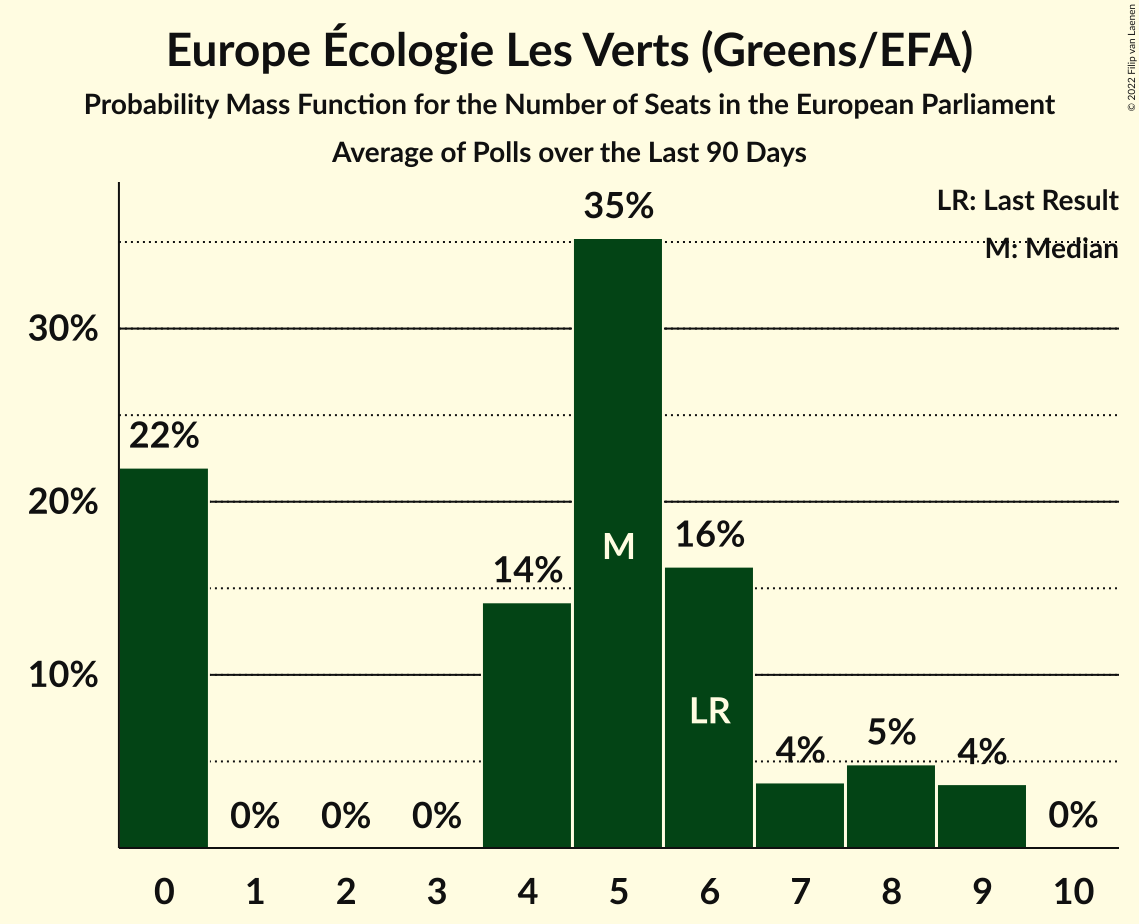 Europe Écologie Les Verts (Greens/EFA)
Probability Mass Function for the Number of Seats in the European Parliament
Average of Polls over the Last 90 Days
© 2022 Filip van Laenen
LR: Last Result
M: Median
35%
30%
22%
20%
M
16%
14%
10%
LR
4%
5%
4%
0%
0%
0%
0%
0 1 2 3 4 5 6 7 8 9 10